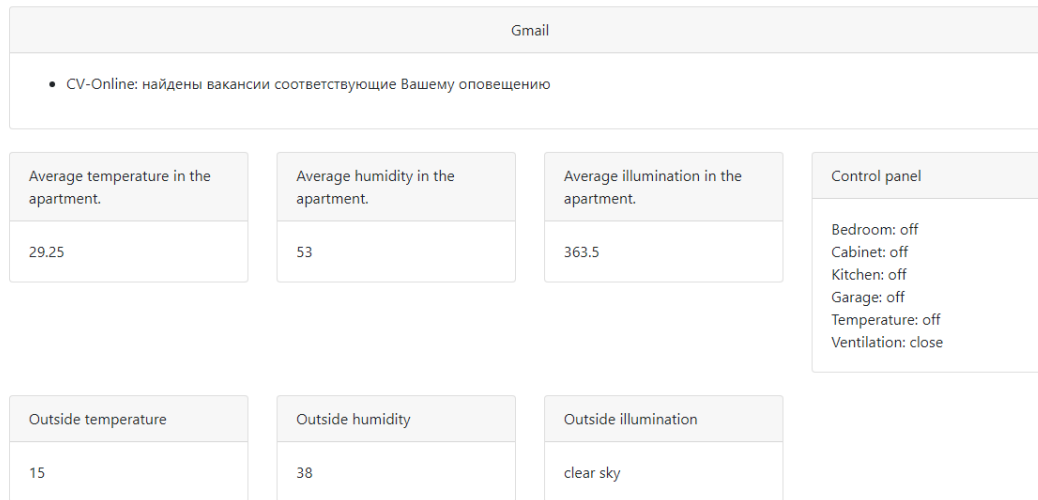 Gmail
CV-Online: найдены вакансии соответствующие Вашему оповещению
Average temperature in the
apartment.
29.25
Average humidity in the
apartment.
53
Average illumination in the
apartment.
363.5
Control panel
Bedroom: off
Cabinet: off
Kitchen: off
Garage: off
Temperature: off
Ventilation: close
Outside temperature
15
Outside humidity
38
Outside illumination
clear sky